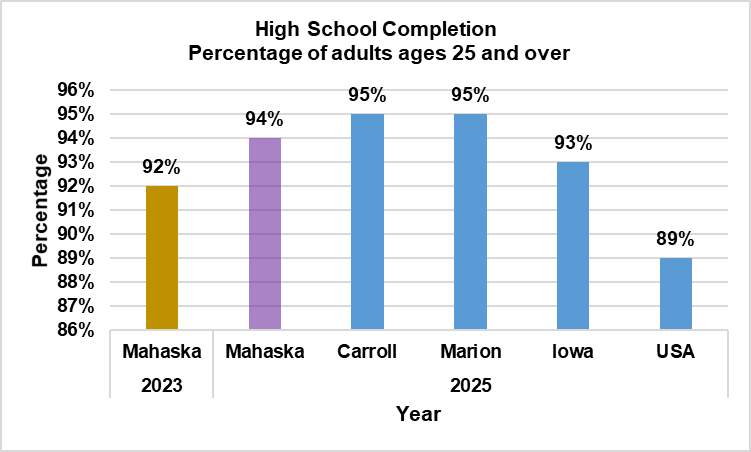 High School Completion
Percentage of adults ages 25 and over
Percentage
96%
95%
94%
93%
92%
91%
90%
89%
88%
87%
86%
92%
94%
95%
95%
93%
89%
Mahaska
Mahaska
Carroll
Marion
Iowa
USA
2023
2025
Year